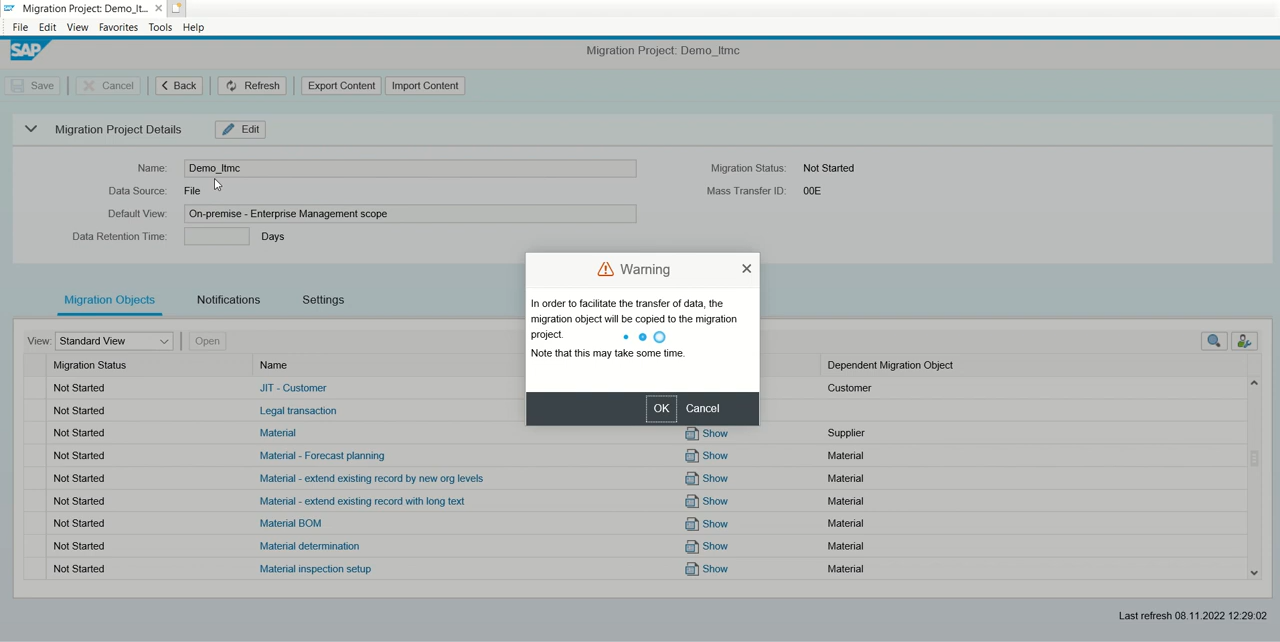 Migration Project: Demo_lt...
File Edit View Favorites Tools Help
SAP
Migration Project: Demo_ltmc
Save Cancel Back Refresh Export Content Import Content
Migration Project Details Edit
Name: Demo_ltmc Migration Status: Not Started
Data Source: File Mass Transfer ID: 00E
Default View: On-premise - Enterprise Management scope
Data Retention Time: Days
Warning
In order to facilitate the transfer of data, the
migration object will be copied to the migration
project.
Note that this may take some time.
OK Cancel
Migration Objects Notifications Settings
View: Standard View Open
Migration Status Name Dependent Migration Object
Not Started JIT - Customer Customer
Not Started Legal transaction
Not Started Material Show Supplier
Not Started Material - Forecast planning Show Material
Not Started Material - extend existing record by new org levels Show Material
Not Started Material - extend existing record with long text Show Material
Not Started Material BOM Show Material
Not Started Material determination Show Material
Not Started Material inspection setup Show Material
Last refresh 08.11.2022 12:29:02